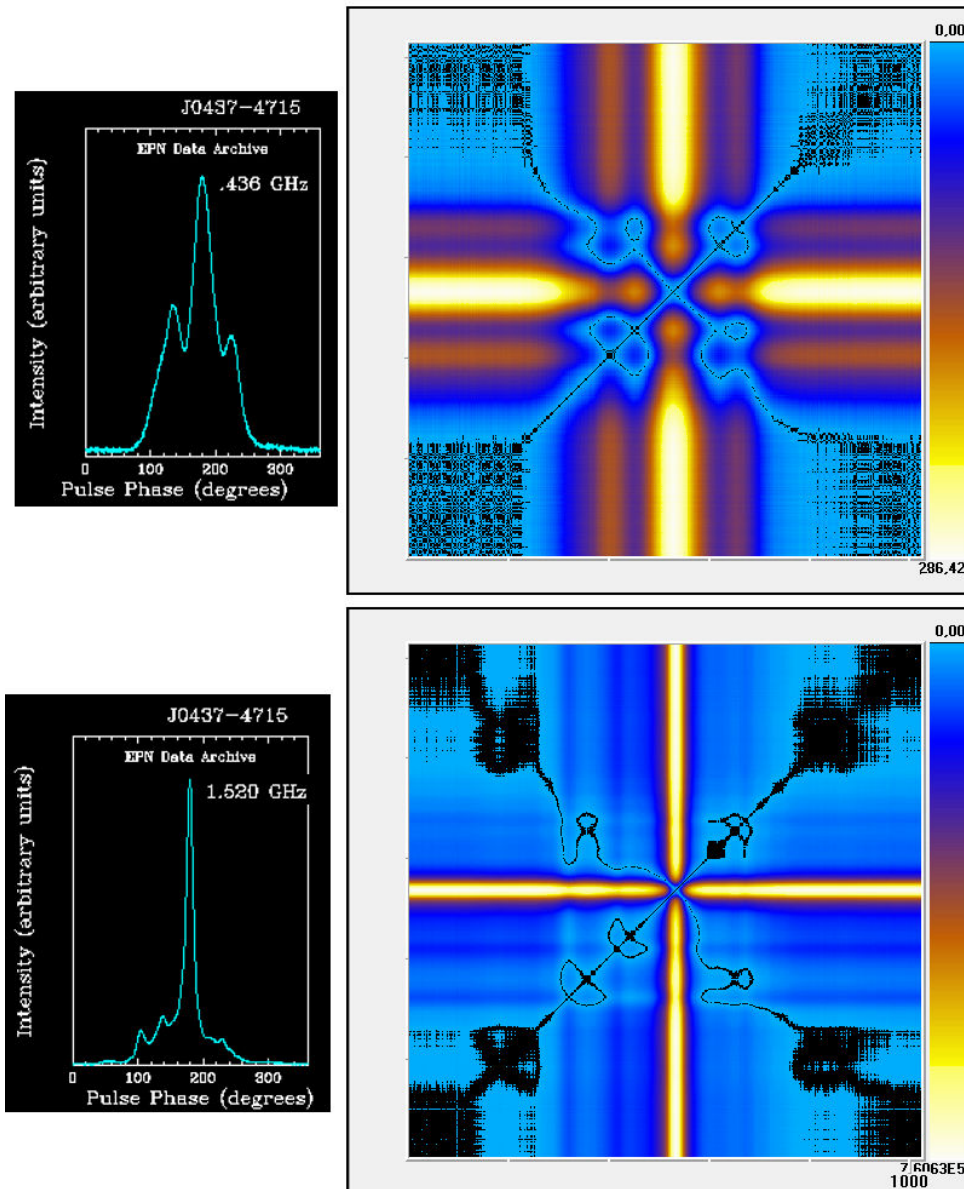 J0437-4715
EPN Data Archive
.436 GHz
Intensity (arbitrary units)
0 100 200 300
Pulse Phase (degrees)
0,00
286,42
J0437-4715
EPN Data Archive
1.520 GHz
Intensity (arbitrary units)
0 100 200 300
Pulse Phase (degrees)
0,00
7,6063E5
1000